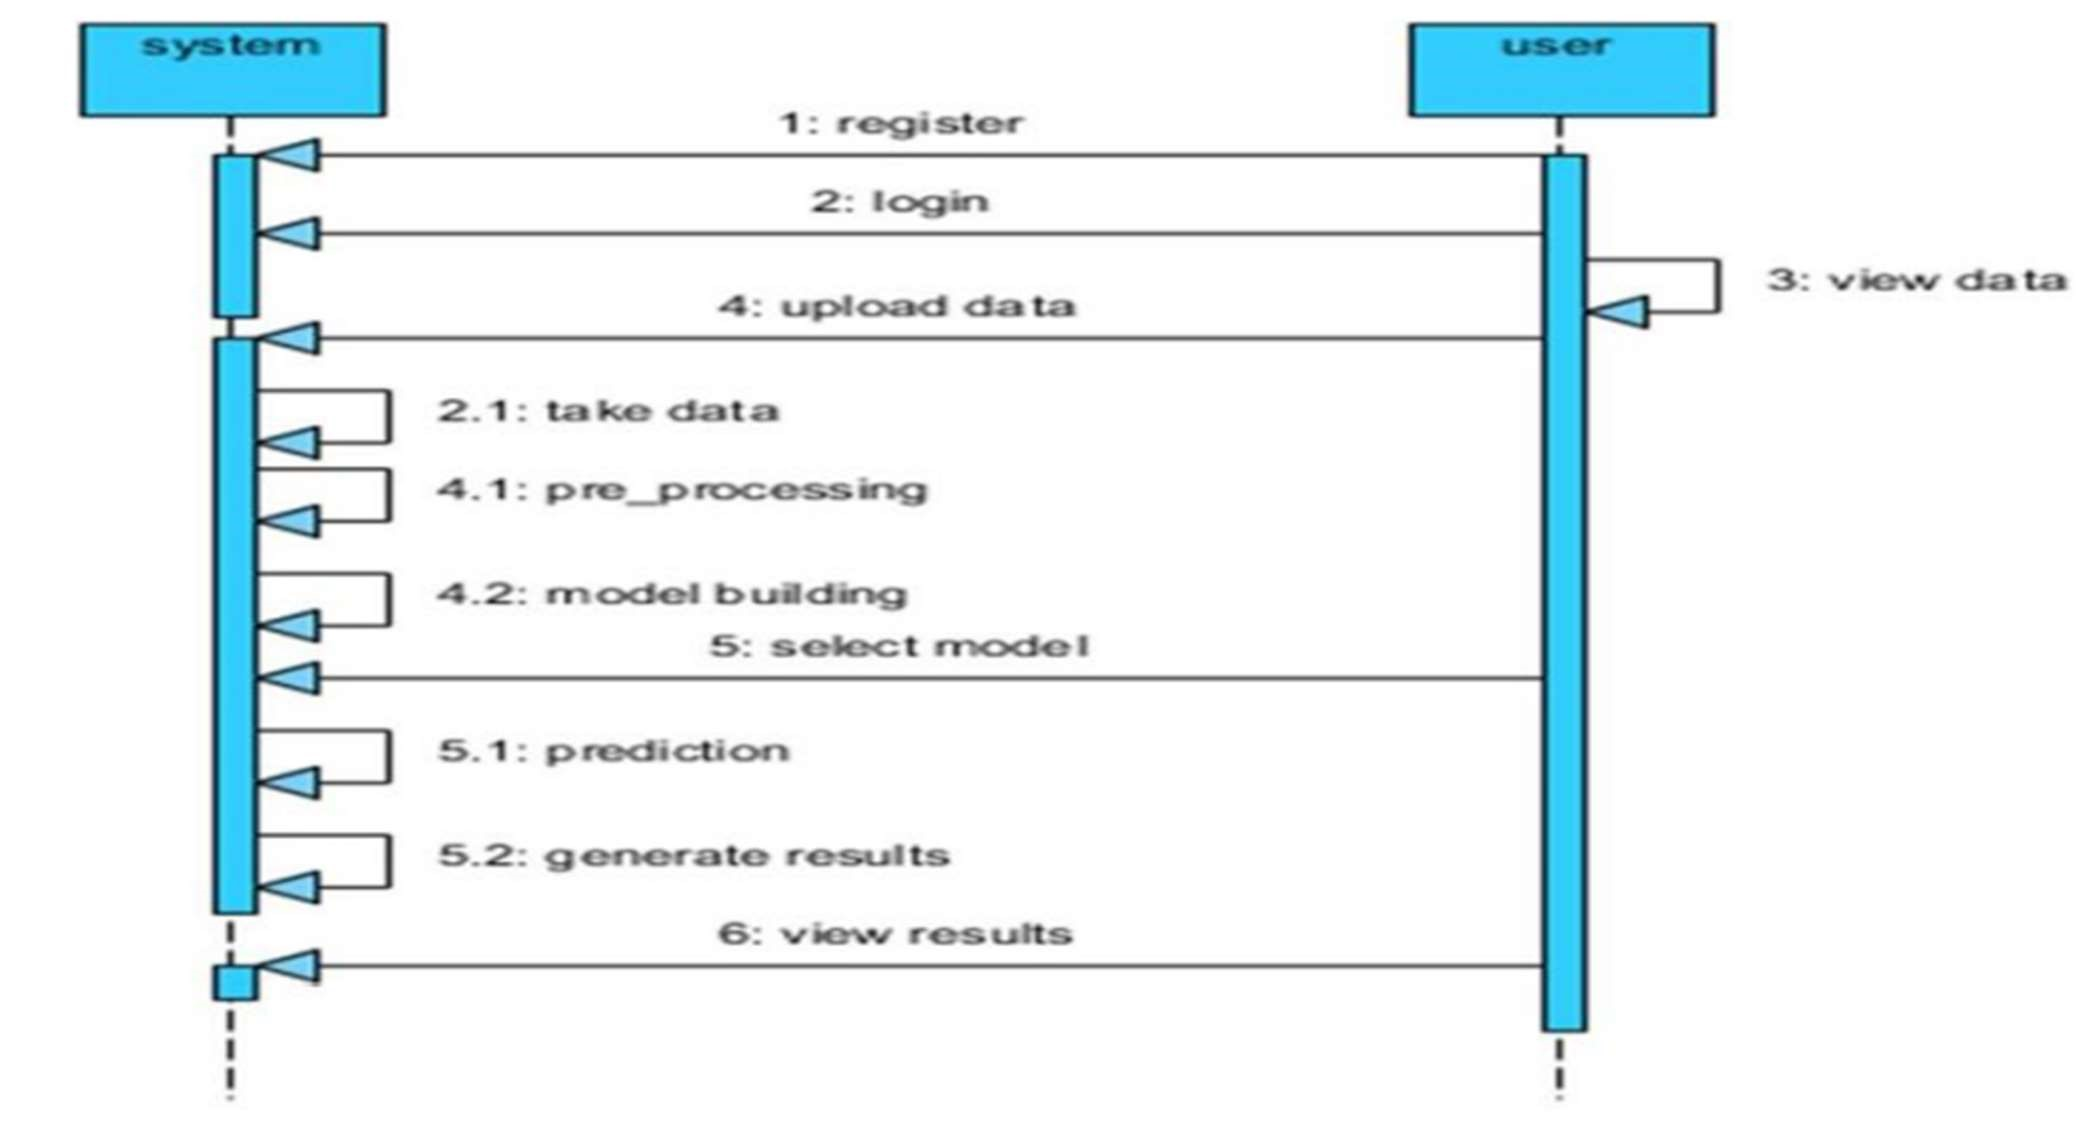 system
user
1: register
2: login
3: view data
4: upload data
2.1: take data
4.1: pre_processing
4.2: model building
5: select model
5.1: prediction
5.2: generate results
6: view results